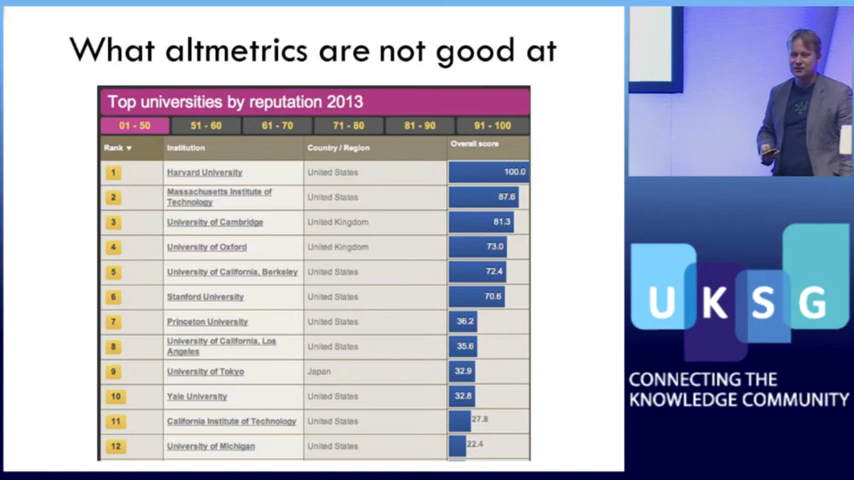 What altmetrics are not good at
Top universities by reputation 2013
01 - 50 51 - 60 61 - 70 71 - 80 81 - 90 91 - 100
Rank Institution Country / Region Overall score
1 Harvard University United States 100.0
2 Massachusetts Institute of Technology United States 87.6
3 University of Cambridge United Kingdom 81.3
4 University of Oxford United Kingdom 73.0
5 University of California, Berkeley United States 72.4
6 Stanford University United States 70.6
7 Princeton University United States 36.2
8 University of California, Los Angeles United States 35.6
9 University of Tokyo Japan 32.9
10 Yale University United States 32.8
11 California Institute of Technology United States 27.8
12 University of Michigan United States 22.4
UKSG
CONNECTING THE
KNOWLEDGE COMMUNITY